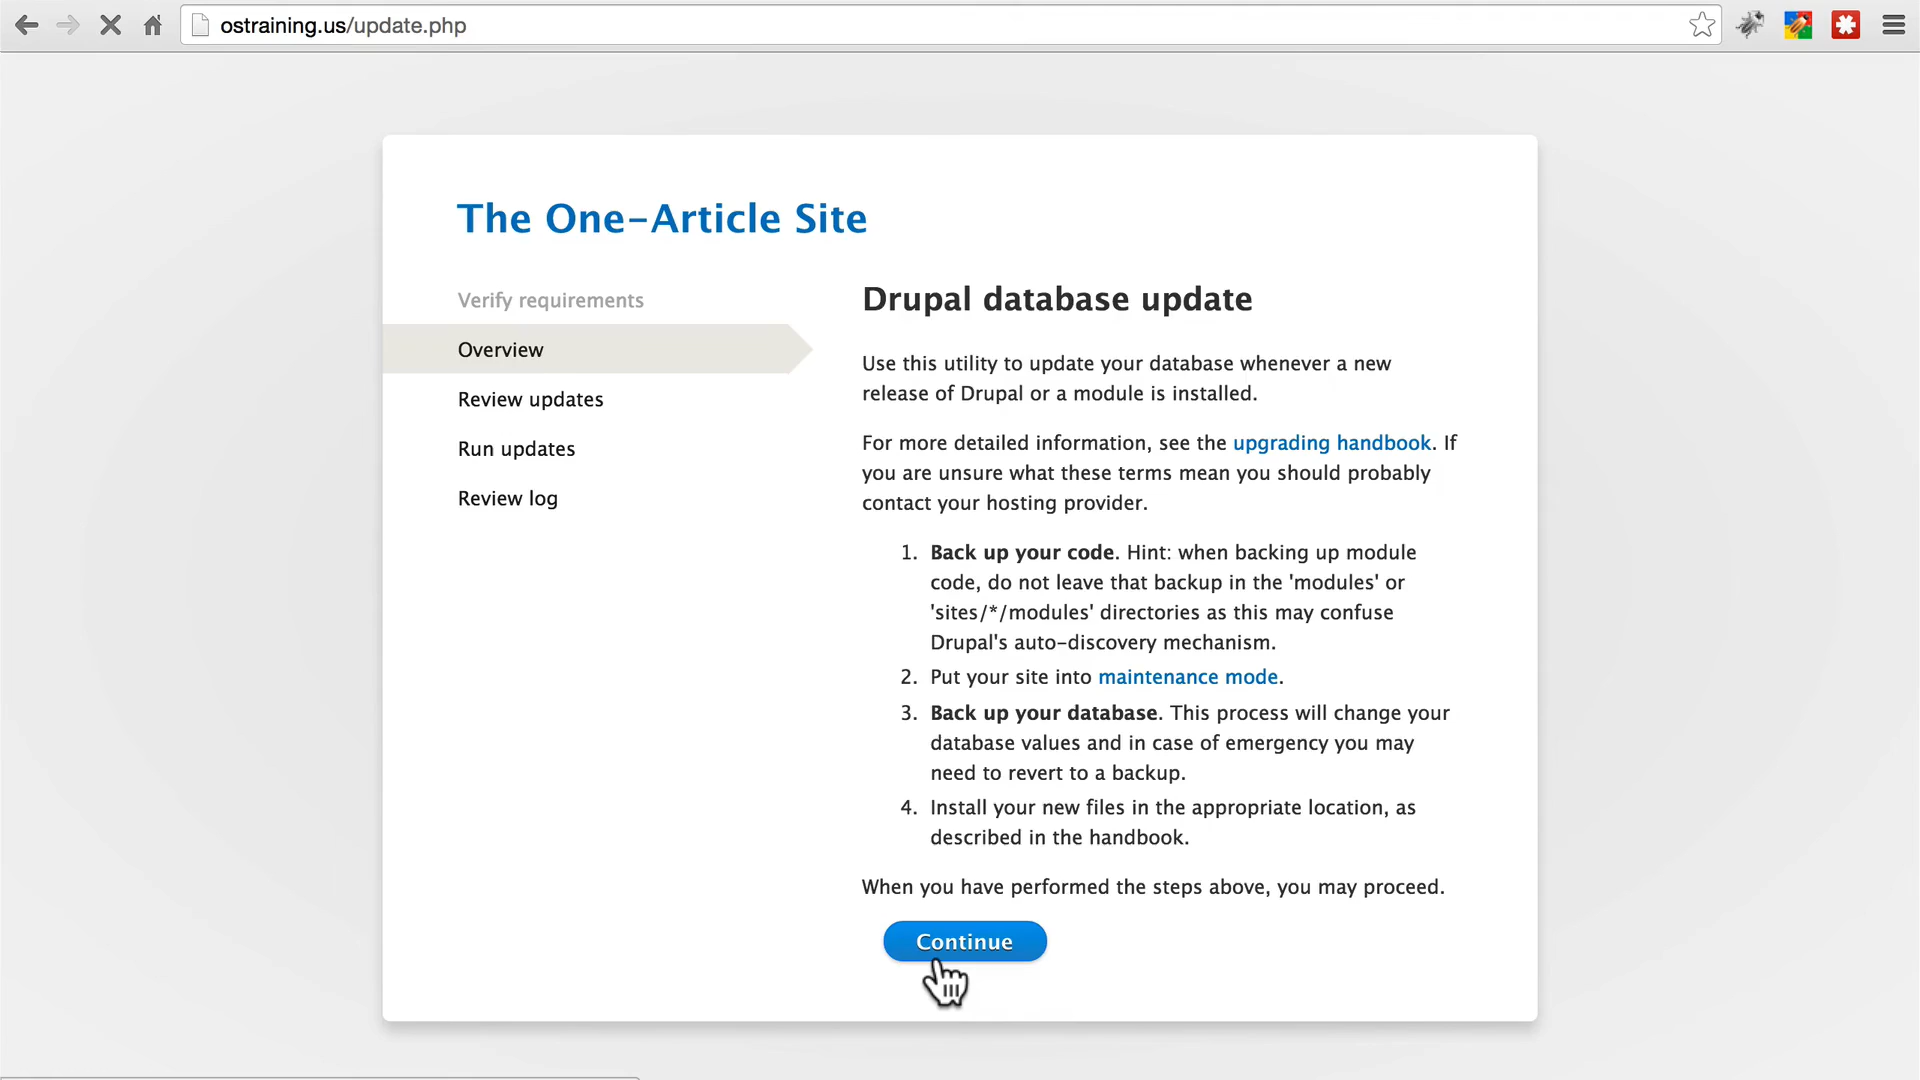 ostraining.us/update.php
The One-Article Site
Verify requirements
Overview
Review updates
Run updates
Review log
Drupal database update
Use this utility to update your database whenever a new
release of Drupal or a module is installed.
For more detailed information, see the upgrading handbook. If
you are unsure what these terms mean you should probably
contact your hosting provider.
1. Back up your code. Hint: when backing up module
code, do not leave that backup in the 'modules' or
'sites/*/modules' directories as this may confuse
Drupal's auto-discovery mechanism.
2. Put your site into maintenance mode.
3. Back up your database. This process will change your
database values and in case of emergency you may
need to revert to a backup.
4. Install your new files in the appropriate location, as
described in the handbook.
When you have performed the steps above, you may proceed.
Continue